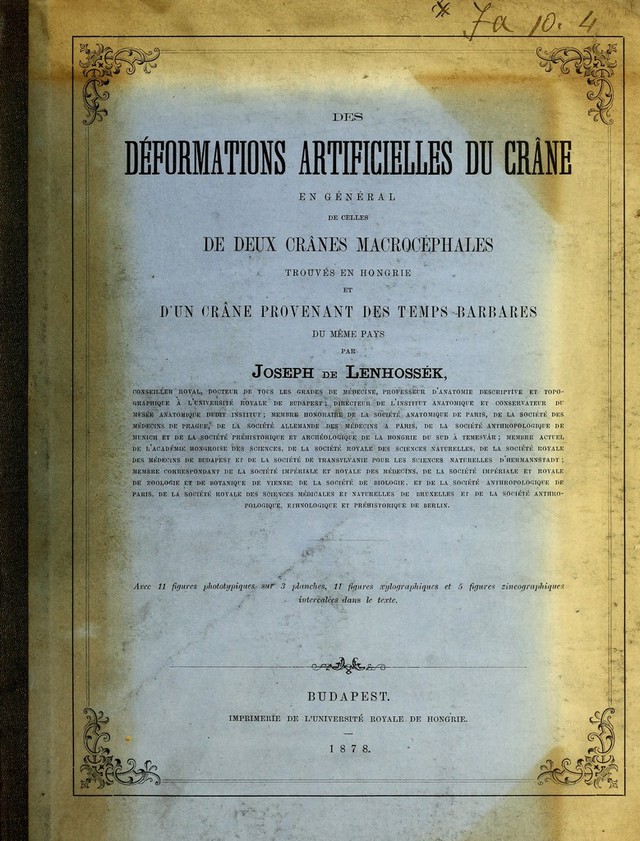 * Ja 10. 4
DES
DÉFORMATIONS ARTIFICIELLES DU CRÂNE
EN GÉNÉRAL
DE CELLES
DE DEUX CRÂNES MACROCÉPHALES
TROUVÉS EN HONGRIE
ET
D'UN CRÂNE PROVENANT DES TEMPS BARBARES
DU MÊME PAYS
PAR
JOSEPH DE LENHOSSÉK,
CONSEILLER ROYAL, DOCTEUR DE TOUS LES GRADES DE MÉDECINE, PROFESSEUR D'ANATOMIE DESCRIPTIVE ET TOPO-
GRAPHIQUE À L'UNIVERSITÉ ROYALE DE BUDAPEST; DIRECTEUR DE L'INSTITUT ANATOMIQUE ET CONSERVATEUR DU
MUSÉE ANATOMIQUE DUDIT INSTITUT; MEMBRE HONORAIRE DE LA SOCIÉTÉ ANATOMIQUE DE PARIS, DE LA SOCIÉTÉ DES
MÉDECINS DE PRAGUE, DE LA SOCIÉTÉ ALLEMANDE DES MÉDECINS A PARIS, DE LA SOCIÉTÉ ANTHROPOLOGIQUE DE
MUNICH ET DE LA SOCIÉTÉ PRÉHISTORIQUE ET ARCHÉOLOGIQUE DE LA HONGRIE DU SUD À TEMESVÁR; MEMBRE ACTUEL
DE L'ACADÉMIE HONGROISE DES SCIENCES, DE LA SOCIÉTÉ ROYALE DES SCIENCES NATURELLES, DE LA SOCIÉTÉ ROYALE
DES MÉDECINS DE BUDAPEST ET DE LA SOCIÉTÉ DE TRANSYLVANIE POUR LES SCIENCES NATURELLES D'HERMANNSTADT;
MEMBRE CORRESPONDANT DE LA SOCIÉTÉ IMPÉRIALE ET ROYALE DES MÉDECINS, DE LA SOCIÉTÉ IMPÉRIALE ET ROYALE
DE ZOOLOGIE ET DE BOTANIQUE DE VIENNE; DE LA SOCIÉTÉ DE BIOLOGIE, ET DE LA SOCIÉTÉ ANTHROPOLOGIQUE DE
PARIS, DE LA SOCIÉTÉ ROYALE DES SCIENCES MÉDICALES ET NATURELLES DE BRUXELLES ET DE LA SOCIÉTÉ ANTHRO-
POLOGIQUE, ETHNOLOGIQUE ET PRÉHISTORIQUE DE BERLIN.
Avec 11 figures phototypiques sur 3 planches, 11 figures xylographiques et 5 figures zincographiques
intercalées dans le texte.
BUDAPEST.
IMPRIMERIE DE L'UNIVERSITÉ ROYALE DE HONGRIE.
1878.